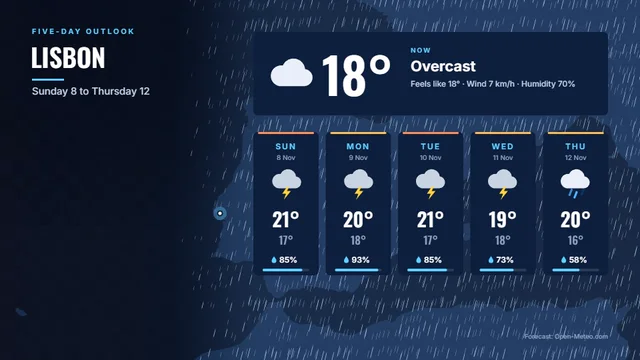 FIVE-DAY OUTLOOK
LISBON
Sunday 8 to Thursday 12
18°
NOW
Overcast
Feels like 18° · Wind 7 km/h · Humidity 70%
SUN
8 Nov
21°
17°
85%
MON
9 Nov
20°
18°
93%
TUE
10 Nov
21°
17°
85%
WED
11 Nov
19°
18°
73%
THU
12 Nov
20°
16°
58%
Forecast: Open-Meteo.com